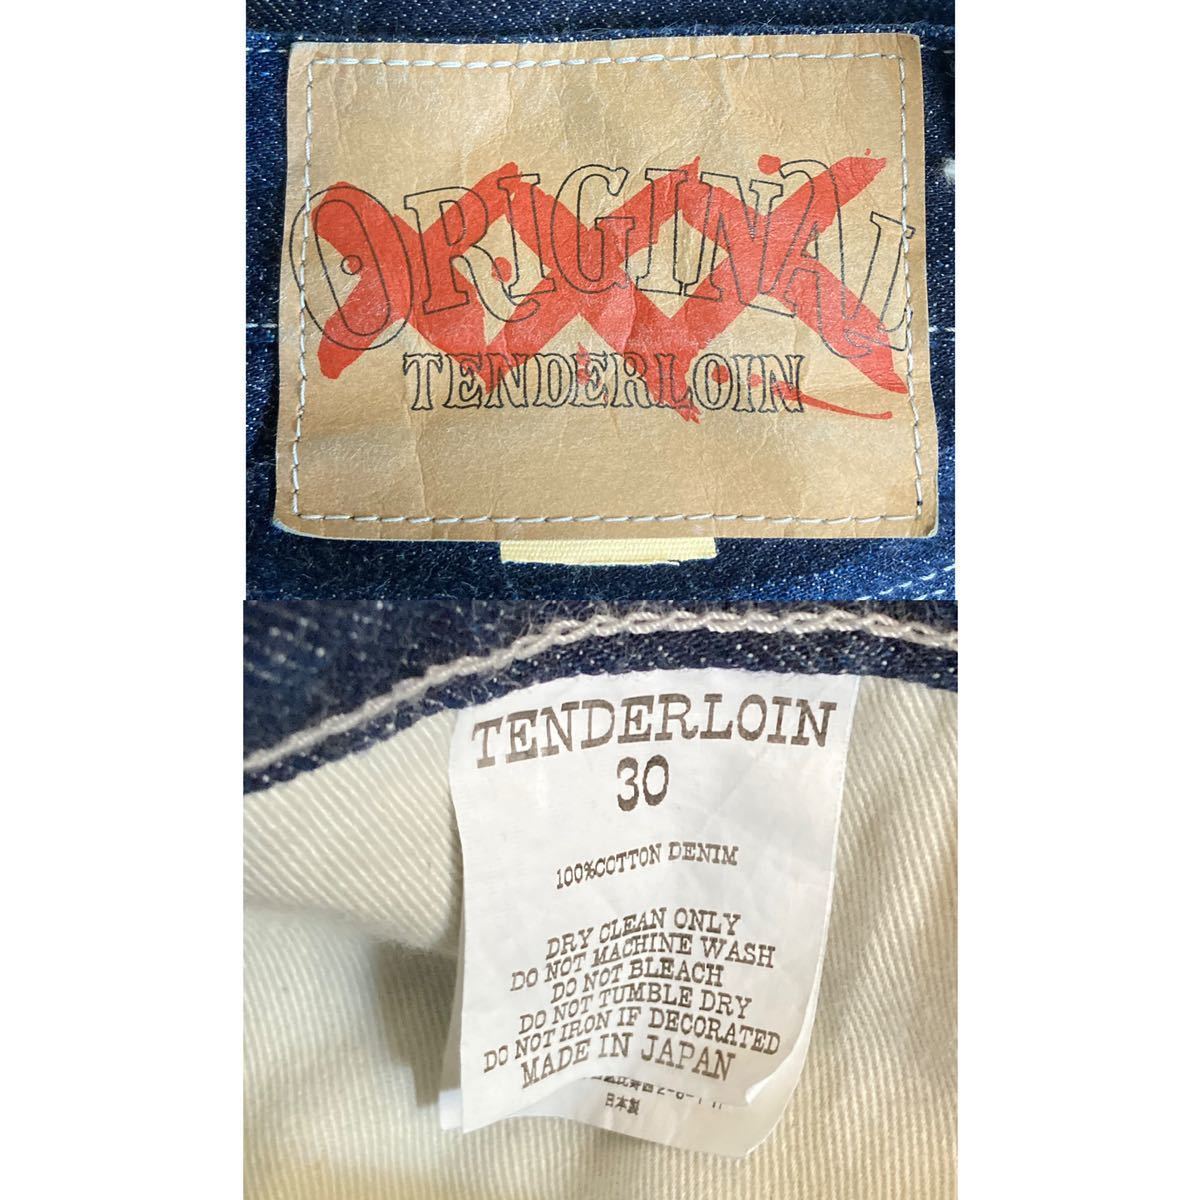 ORIGINAL
TENDERLOIN
TENDERLOIN
30
100%COTTON DENIM
DRY CLEAN ONLY
DO NOT MACHINE WASH
DO NOT BLEACH
DO NOT TUMBLE DRY
DO NOT IRON IF DECORATED
MADE IN JAPAN
日本製